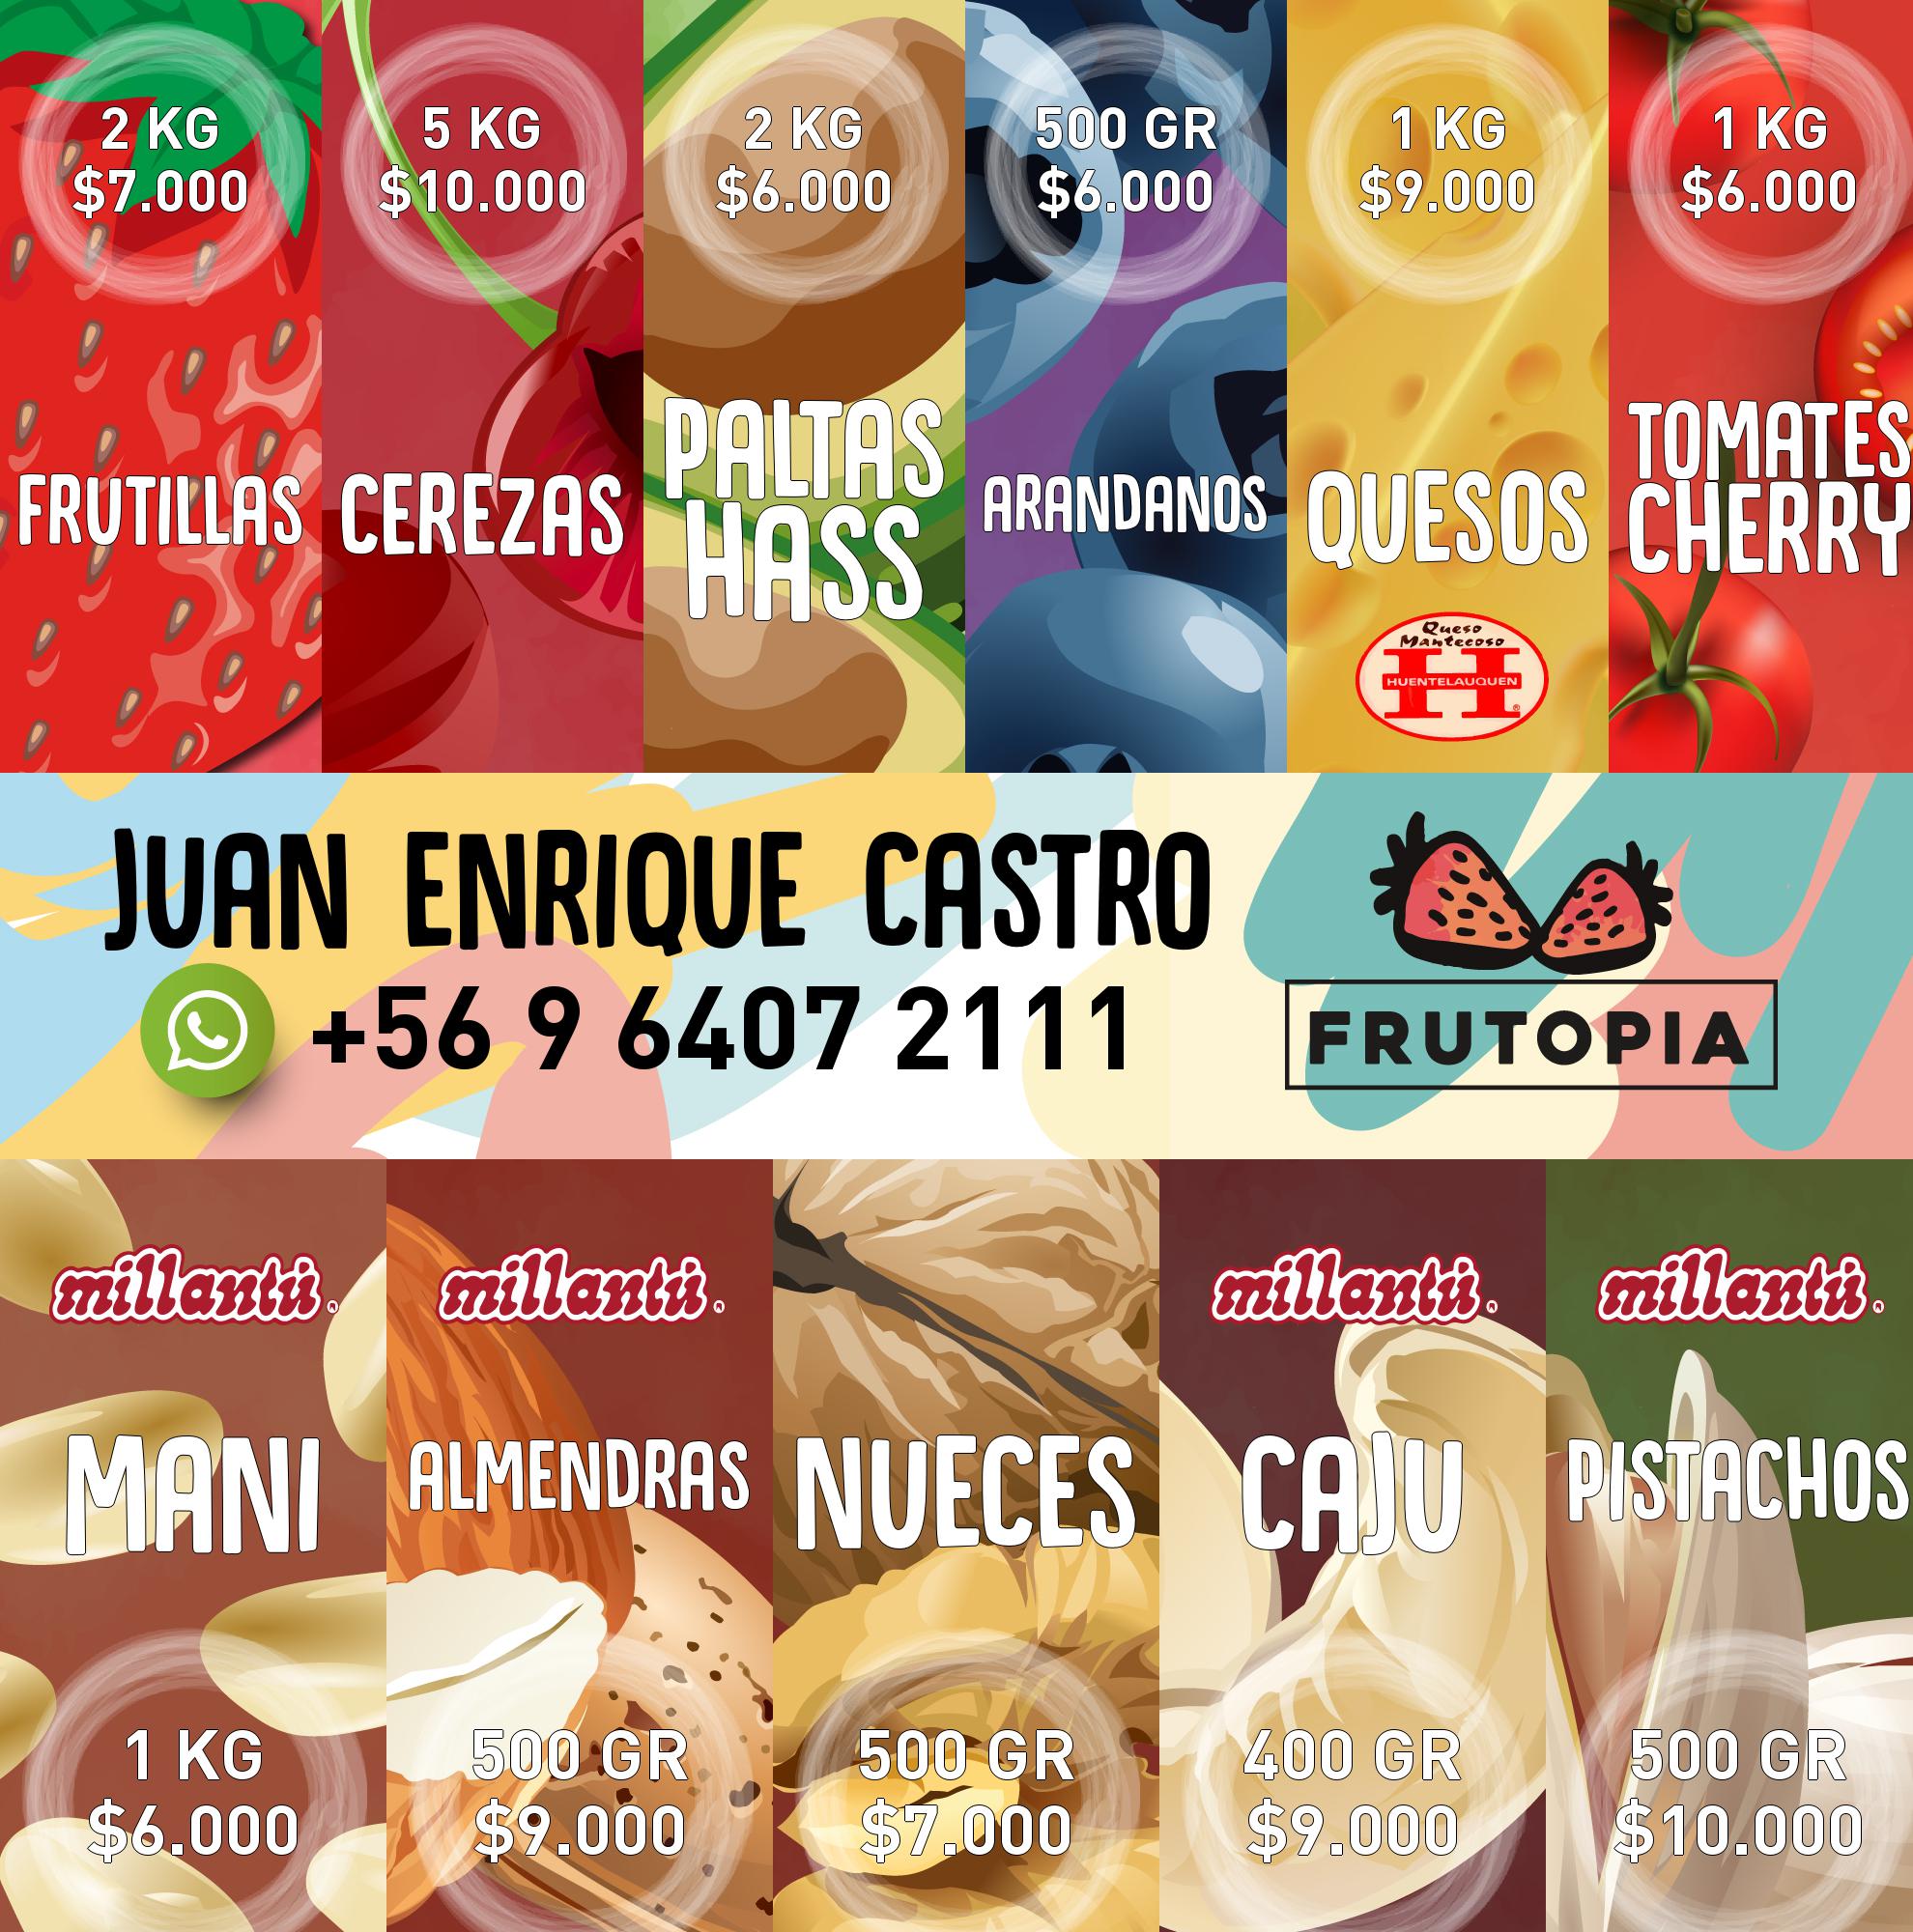 2 KG
$7.000
FRUTILLAS
5 KG
$10.000
CEREZAS
2 KG
$6.000
PALTAS
HASS
500 GR
$6.000
ARANDANOS
1 KG
$9.000
QUESOS
Queso
Mantecoso
H
HUENTELAUQUEN
®
1 KG
$6.000
TOMATES
CHERRY
JUAN ENRIQUE CASTRO
+56 9 6407 2111
FRUTOPIA
millantú®
MANI
1 KG
$6.000
millantú®
ALMENDRAS
500 GR
$9.000
NUECES
500 GR
$7.000
millantú®
CAJU
400 GR
$9.000
millantú®
PISTACHOS
500 GR
$10.000